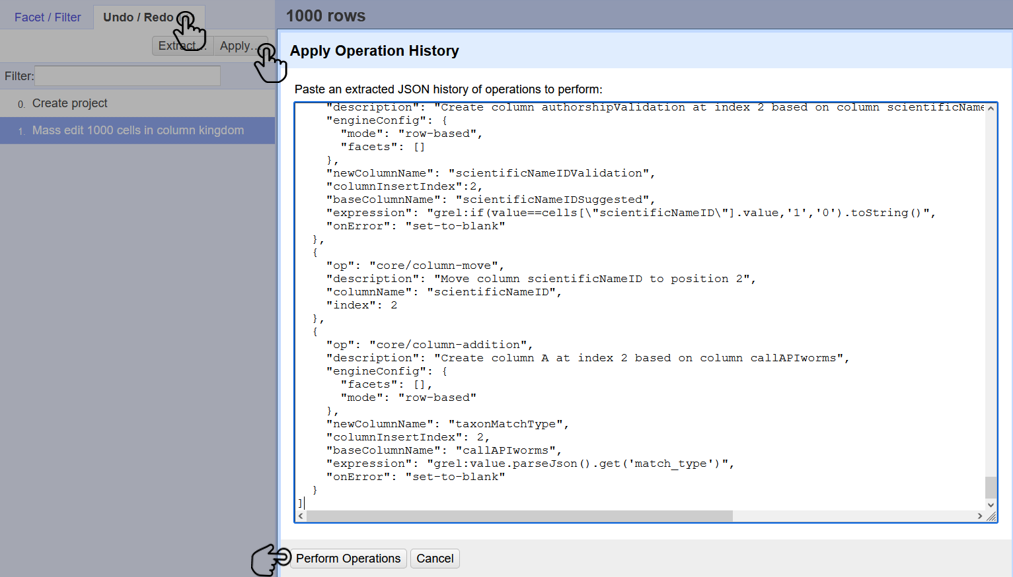 Facet / Filter
Undo / Redo
1000 rows
Extract...
Apply...
Apply Operation History
Filter:
Paste an extracted JSON history of operations to perform:
0. Create project
1. Mass edit 1000 cells in column kingdom
"description": "Create column authorshipValidation at index 2 based on column scientificName
"engineConfig": {
"mode": "row-based",
"facets": []
},
"newColumnName": "scientificNameIDValidation",
"columnInsertIndex":2,
"baseColumnName": "scientificNameIDSuggested",
"expression": "grel:if(value==cells[\"scientificNameID\"].value,'1','0').toString()",
"onError": "set-to-blank"
},
{
"op": "core/column-move",
"description": "Move column scientificNameID to position 2",
"columnName": "scientificNameID",
"index": 2
},
{
"op": "core/column-addition",
"description": "Create column A at index 2 based on column callAPIworms",
"engineConfig": {
"facets": [],
"mode": "row-based"
},
"newColumnName": "taxonMatchType",
"columnInsertIndex": 2,
"baseColumnName": "callAPIworms",
"expression": "grel:value.parseJson().get('match_type')",
"onError": "set-to-blank"
}
]
Perform Operations
Cancel